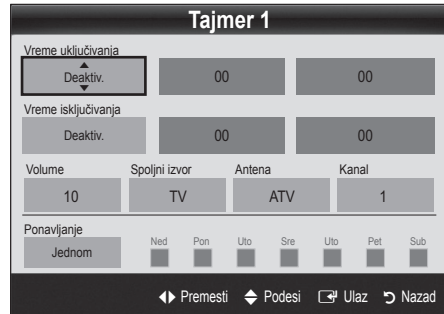 Tajmer 1
Vreme uključivanja
Deaktiv. 00 00
Vreme isključivanja
Deaktiv. 00 00
Volume Spoljni izvor Antena Kanal
10 TV ATV 1
Ponavljanje
Jednom Ned Pon Uto Sre Uto Pet Sub
Premesti Podesi Ulaz Nazad